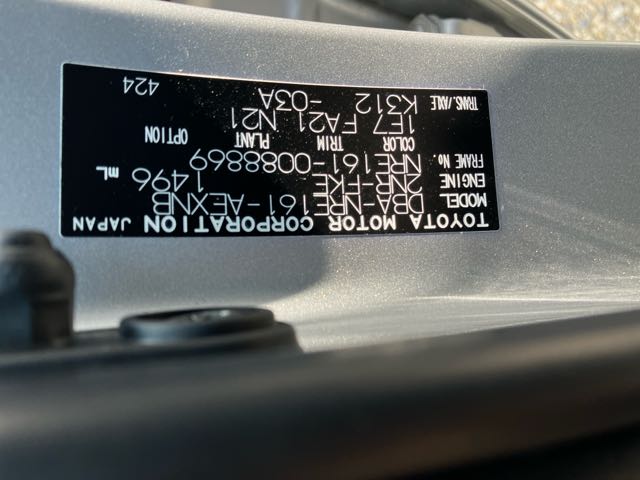 TOYOTA MOTOR CORPORATION JAPAN
MODEL DBA-NRE161-AEXNB
ENGINE 2NR-FKE 1496 mL
FRAME No. NRE161-0088869
COLOR TRIM PLANT OPTION
1E7 FA21 N21
TRANS./AXLE K312 -03A
424